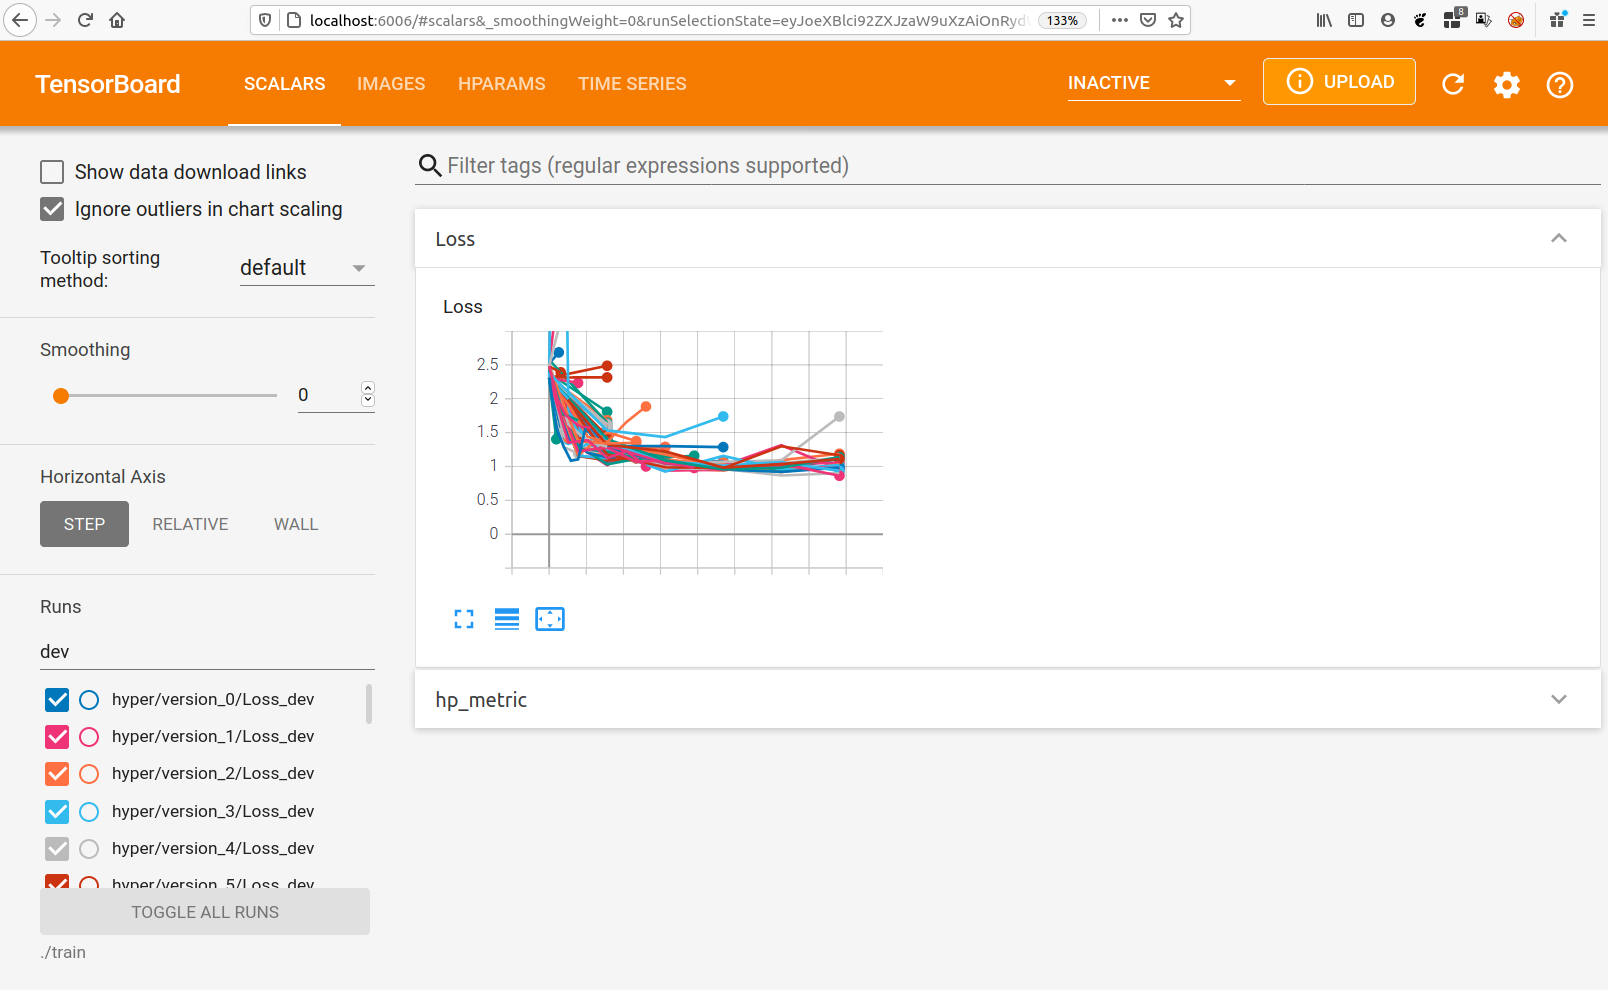 localhost:6006/#scalars&_smoothingWeight=0&runSelectionState=eyJoeXBlci92ZXJzaW9uXzAiOnRyd
133%
8
TensorBoard
SCALARS
IMAGES
HPARAMS
TIME SERIES
INACTIVE
UPLOAD
Show data download links
Ignore outliers in chart scaling
Tooltip sorting
method:
default
Smoothing
0
Horizontal Axis
STEP
RELATIVE
WALL
Runs
dev
hyper/version_0/Loss_dev
hyper/version_1/Loss_dev
hyper/version_2/Loss_dev
hyper/version_3/Loss_dev
hyper/version_4/Loss_dev
hyper/version_5/Loss_dev
TOGGLE ALL RUNS
./train
Filter tags (regular expressions supported)
Loss
Loss
2.5
2
1.5
1
0.5
0
hp_metric